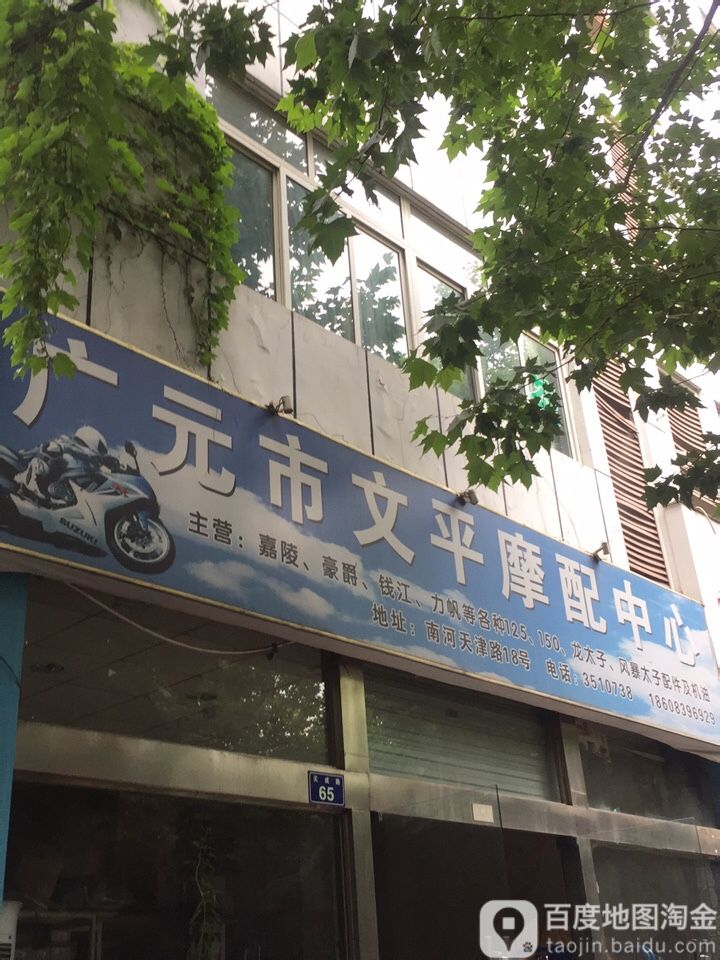 广元市文平摩配中心
主营：嘉陵、豪爵、钱江、力帆等各种125、150、龙太子、风暴太子配件及机油
地址：南河天津路18号 电话：3510738 18608396929
SUZUKI
65
百度地图淘金
taojin.baidu.com